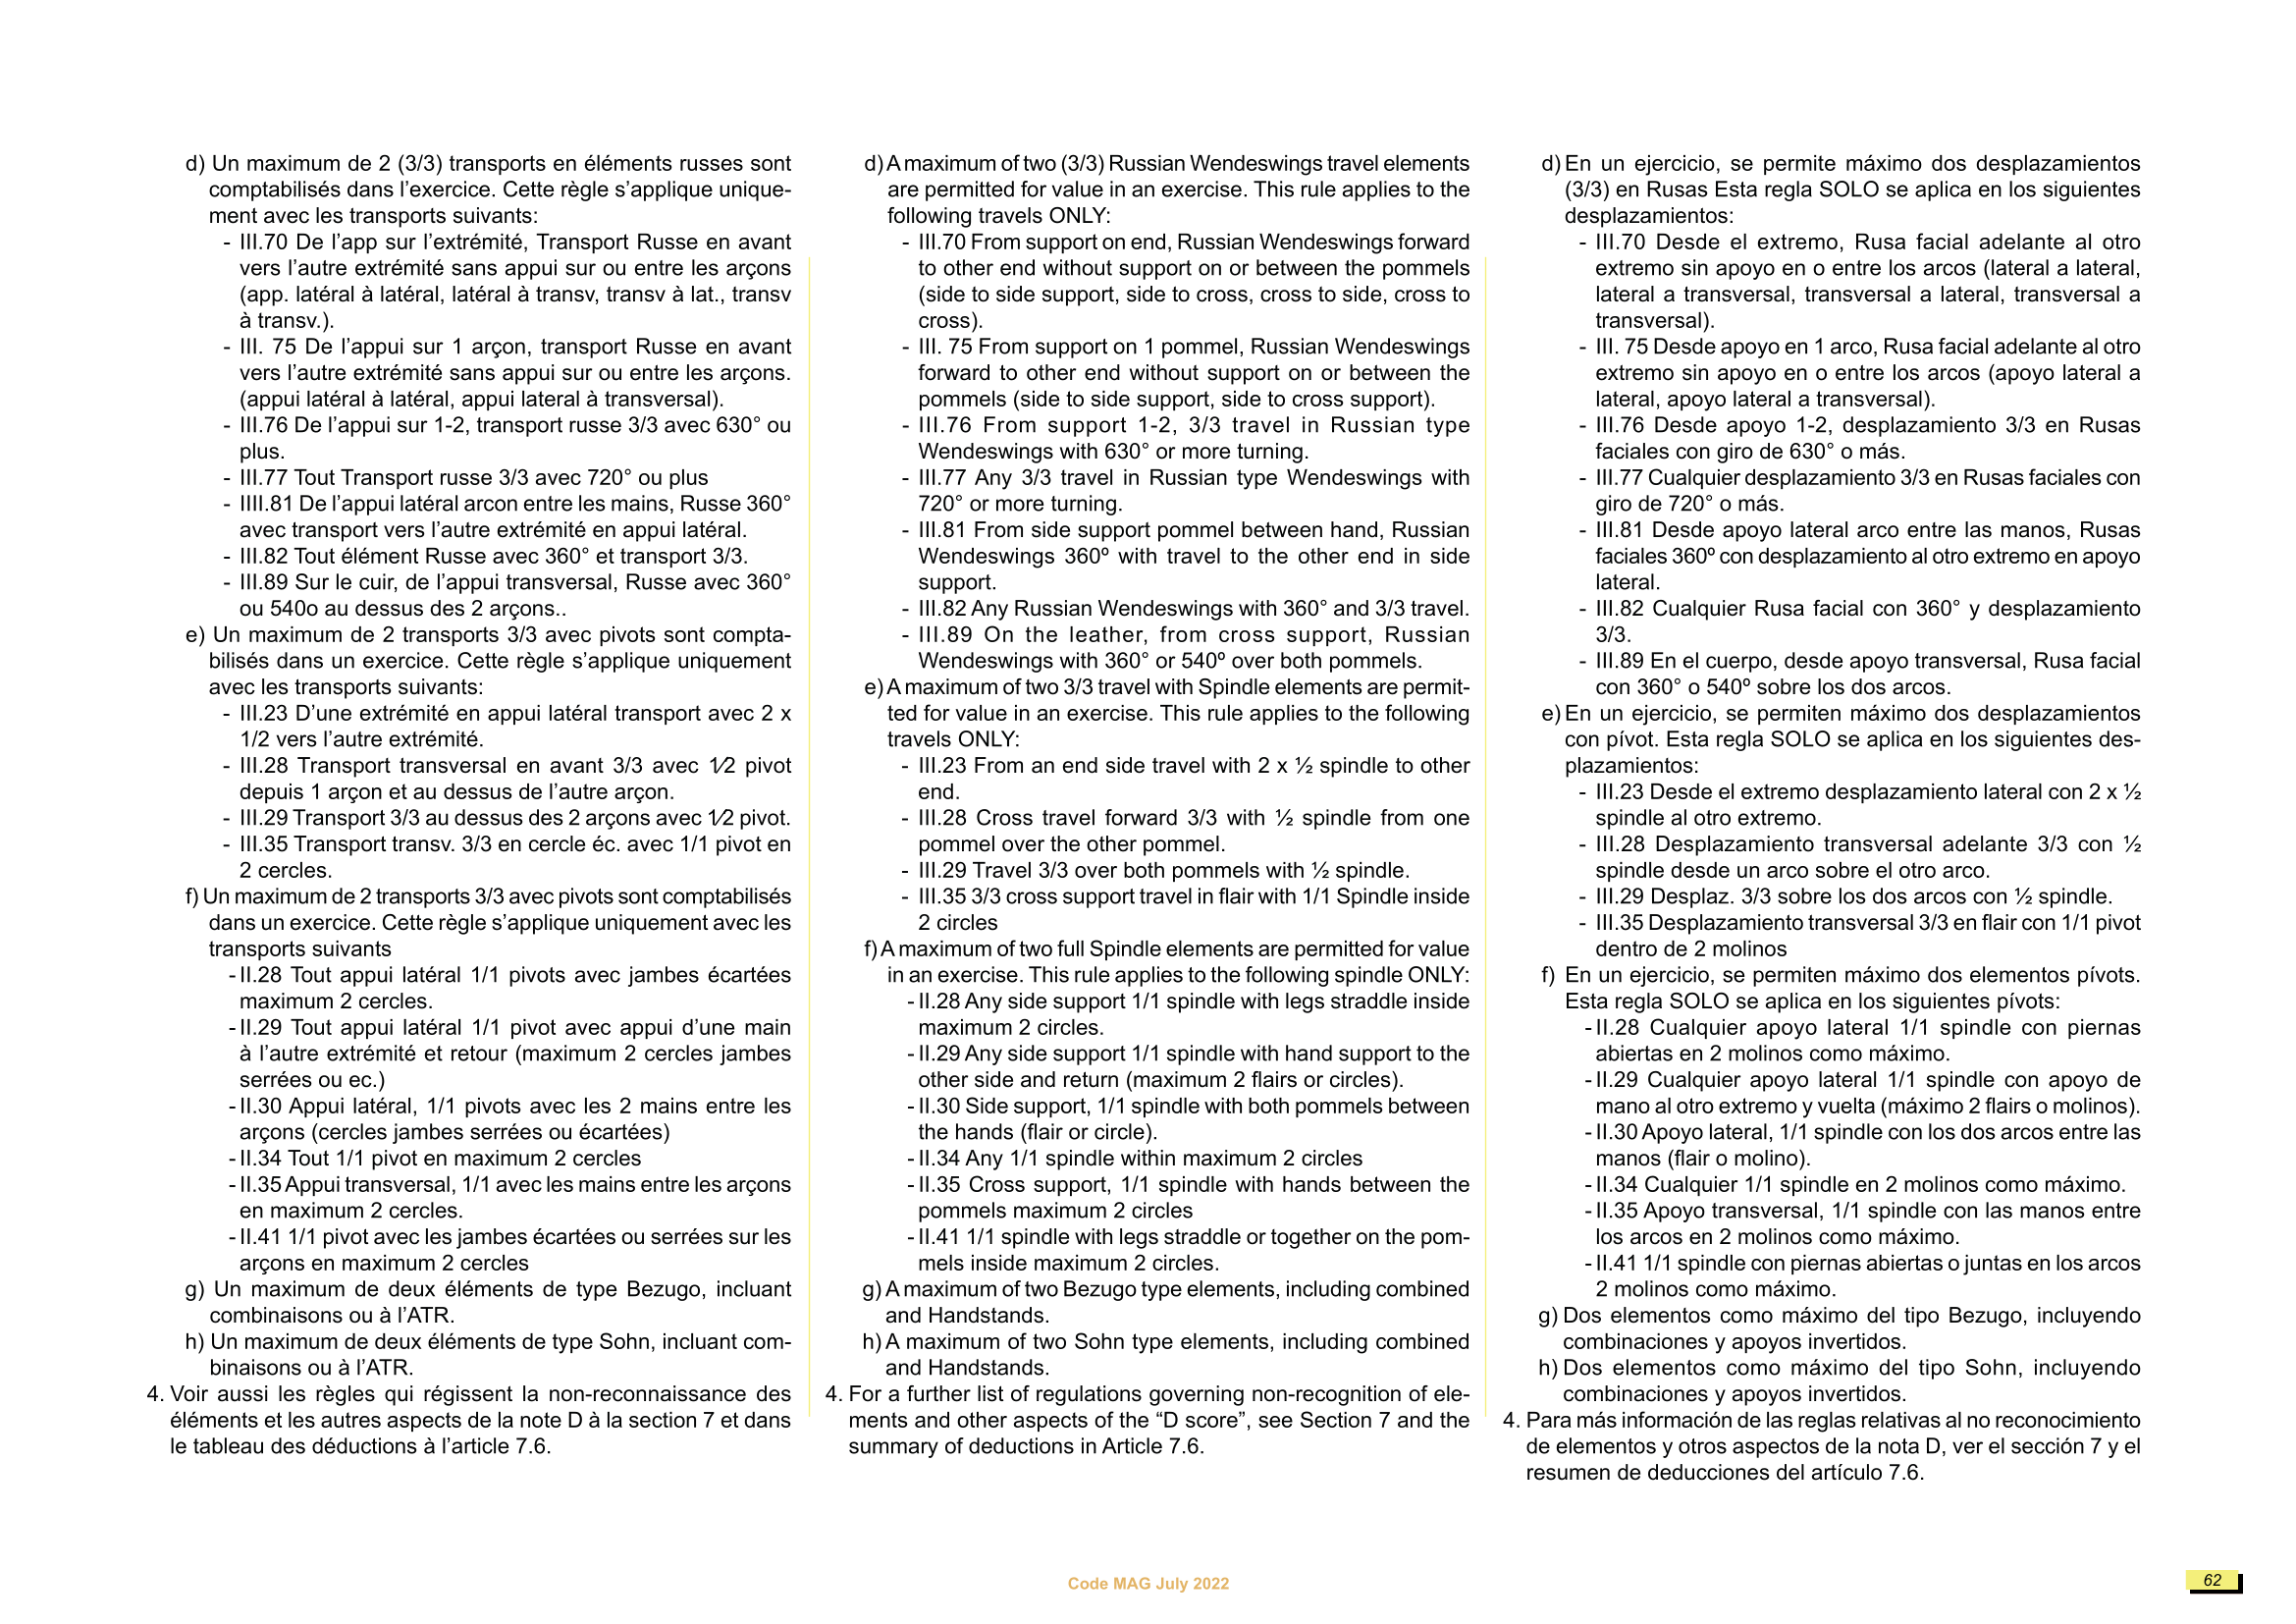 d) Un maximum de 2 (3/3) transports en éléments russes sont
comptabilisés dans l’exercice. Cette règle s’applique unique-
ment avec les transports suivants:
- III.70 De l’app sur l’extrémité, Transport Russe en avant
vers l’autre extrémité sans appui sur ou entre les arçons
(app. latéral à latéral, latéral à transv, transv à lat., transv
à transv.).
- III. 75 De l’appui sur 1 arçon, transport Russe en avant
vers l’autre extrémité sans appui sur ou entre les arçons.
(appui latéral à latéral, appui lateral à transversal).
- III.76 De l’appui sur 1-2, transport russe 3/3 avec 630° ou
plus.
- III.77 Tout Transport russe 3/3 avec 720° ou plus
- IIII.81 De l’appui latéral arcon entre les mains, Russe 360°
avec transport vers l’autre extrémité en appui latéral.
- III.82 Tout élément Russe avec 360° et transport 3/3.
- III.89 Sur le cuir, de l’appui transversal, Russe avec 360°
ou 540o au dessus des 2 arçons..
e) Un maximum de 2 transports 3/3 avec pivots sont compta-
bilisés dans un exercice. Cette règle s’applique uniquement
avec les transports suivants:
- III.23 D’une extrémité en appui latéral transport avec 2 x
1/2 vers l’autre extrémité.
- III.28 Transport transversal en avant 3/3 avec 1⁄2 pivot
depuis 1 arçon et au dessus de l’autre arçon.
- III.29 Transport 3/3 au dessus des 2 arçons avec 1⁄2 pivot.
- III.35 Transport transv. 3/3 en cercle éc. avec 1/1 pivot en
2 cercles.
f) Un maximum de 2 transports 3/3 avec pivots sont comptabilisés
dans un exercice. Cette règle s’applique uniquement avec les
transports suivants
- II.28 Tout appui latéral 1/1 pivots avec jambes écartées
maximum 2 cercles.
- II.29 Tout appui latéral 1/1 pivot avec appui d’une main
à l’autre extrémité et retour (maximum 2 cercles jambes
serrées ou ec.)
- II.30 Appui latéral, 1/1 pivots avec les 2 mains entre les
arçons (cercles jambes serrées ou écartées)
- II.34 Tout 1/1 pivot en maximum 2 cercles
- II.35 Appui transversal, 1/1 avec les mains entre les arçons
en maximum 2 cercles.
- II.41 1/1 pivot avec les jambes écartées ou serrées sur les
arçons en maximum 2 cercles
g) Un maximum de deux éléments de type Bezugo, incluant
combinaisons ou à l’ATR.
h) Un maximum de deux éléments de type Sohn, incluant com-
binaisons ou à l’ATR.
4. Voir aussi les règles qui régissent la non-reconnaissance des
éléments et les autres aspects de la note D à la section 7 et dans
le tableau des déductions à l’article 7.6.
d) A maximum of two (3/3) Russian Wendeswings travel elements
are permitted for value in an exercise. This rule applies to the
following travels ONLY:
- III.70 From support on end, Russian Wendeswings forward
to other end without support on or between the pommels
(side to side support, side to cross, cross to side, cross to
cross).
- III. 75 From support on 1 pommel, Russian Wendeswings
forward to other end without support on or between the
pommels (side to side support, side to cross support).
- III.76 From support 1-2, 3/3 travel in Russian type
Wendeswings with 630° or more turning.
- III.77 Any 3/3 travel in Russian type Wendeswings with
720° or more turning.
- III.81 From side support pommel between hand, Russian
Wendeswings 360º with travel to the other end in side
support.
- III.82 Any Russian Wendeswings with 360° and 3/3 travel.
- III.89 On the leather, from cross support, Russian
Wendeswings with 360° or 540º over both pommels.
e) A maximum of two 3/3 travel with Spindle elements are permit-
ted for value in an exercise. This rule applies to the following
travels ONLY:
- III.23 From an end side travel with 2 x ½ spindle to other
end.
- III.28 Cross travel forward 3/3 with ½ spindle from one
pommel over the other pommel.
- III.29 Travel 3/3 over both pommels with ½ spindle.
- III.35 3/3 cross support travel in flair with 1/1 Spindle inside
2 circles
f) A maximum of two full Spindle elements are permitted for value
in an exercise. This rule applies to the following spindle ONLY:
- II.28 Any side support 1/1 spindle with legs straddle inside
maximum 2 circles.
- II.29 Any side support 1/1 spindle with hand support to the
other side and return (maximum 2 flairs or circles).
- II.30 Side support, 1/1 spindle with both pommels between
the hands (flair or circle).
- II.34 Any 1/1 spindle within maximum 2 circles
- II.35 Cross support, 1/1 spindle with hands between the
pommels maximum 2 circles
- II.41 1/1 spindle with legs straddle or together on the pom-
mels inside maximum 2 circles.
g) A maximum of two Bezugo type elements, including combined
and Handstands.
h) A maximum of two Sohn type elements, including combined
and Handstands.
4. For a further list of regulations governing non-recognition of ele-
ments and other aspects of the “D score”, see Section 7 and the
summary of deductions in Article 7.6.
d) En un ejercicio, se permite máximo dos desplazamientos
(3/3) en Rusas Esta regla SOLO se aplica en los siguientes
desplazamientos:
- III.70 Desde el extremo, Rusa facial adelante al otro
extremo sin apoyo en o entre los arcos (lateral a lateral,
lateral a transversal, transversal a lateral, transversal a
transversal).
- III. 75 Desde apoyo en 1 arco, Rusa facial adelante al otro
extremo sin apoyo en o entre los arcos (apoyo lateral a
lateral, apoyo lateral a transversal).
- III.76 Desde apoyo 1-2, desplazamiento 3/3 en Rusas
faciales con giro de 630° o más.
- III.77 Cualquier desplazamiento 3/3 en Rusas faciales con
giro de 720° o más.
- III.81 Desde apoyo lateral arco entre las manos, Rusas
faciales 360º con desplazamiento al otro extremo en apoyo
lateral.
- III.82 Cualquier Rusa facial con 360° y desplazamiento
3/3.
- III.89 En el cuerpo, desde apoyo transversal, Rusa facial
con 360° o 540º sobre los dos arcos.
e) En un ejercicio, se permiten máximo dos desplazamientos
con pívot. Esta regla SOLO se aplica en los siguientes des-
plazamientos:
- III.23 Desde el extremo desplazamiento lateral con 2 x ½
spindle al otro extremo.
- III.28 Desplazamiento transversal adelante 3/3 con ½
spindle desde un arco sobre el otro arco.
- III.29 Desplaz. 3/3 sobre los dos arcos con ½ spindle.
- III.35 Desplazamiento transversal 3/3 en flair con 1/1 pivot
dentro de 2 molinos
f) En un ejercicio, se permiten máximo dos elementos pívots.
Esta regla SOLO se aplica en los siguientes pívots:
- II.28 Cualquier apoyo lateral 1/1 spindle con piernas
abiertas en 2 molinos como máximo.
- II.29 Cualquier apoyo lateral 1/1 spindle con apoyo de
mano al otro extremo y vuelta (máximo 2 flairs o molinos).
- II.30 Apoyo lateral, 1/1 spindle con los dos arcos entre las
manos (flair o molino).
- II.34 Cualquier 1/1 spindle en 2 molinos como máximo.
- II.35 Apoyo transversal, 1/1 spindle con las manos entre
los arcos en 2 molinos como máximo.
- II.41 1/1 spindle con piernas abiertas o juntas en los arcos
2 molinos como máximo.
g) Dos elementos como máximo del tipo Bezugo, incluyendo
combinaciones y apoyos invertidos.
h) Dos elementos como máximo del tipo Sohn, incluyendo
combinaciones y apoyos invertidos.
4. Para más información de las reglas relativas al no reconocimiento
de elementos y otros aspectos de la nota D, ver el sección 7 y el
resumen de deducciones del artículo 7.6.
Code MAG July 2022
62